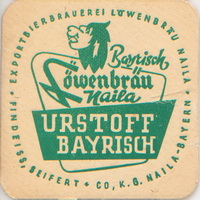 EXPORTBIERBRAUEREI LÖWENBRÄU NAILA
Bayrisch
Löwenbräu
Naila
URSTOFF
BAYRISCH
FINDEISS, SEIFERT + CO, K.G. NAILA-BAYERN